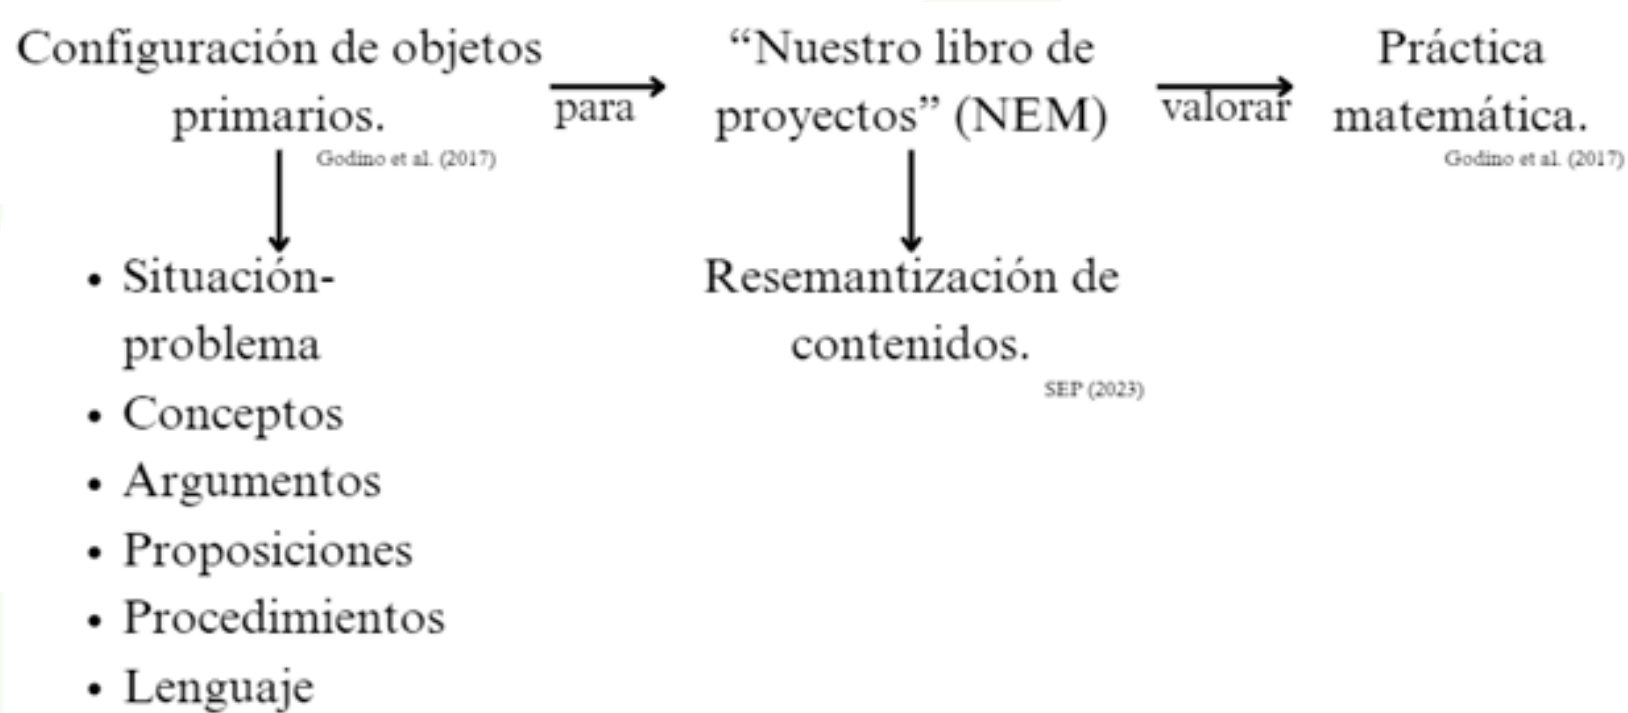 Configuración de objetos
primarios.
Godino et al. (2017)
para
“Nuestro libro de
proyectos” (NEM)
valorar
Práctica
matemática.
Godino et al. (2017)
• Situación-
problema
• Conceptos
• Argumentos
• Proposiciones
• Procedimientos
• Lenguaje
Resemantización de
contenidos.
SEP (2023)